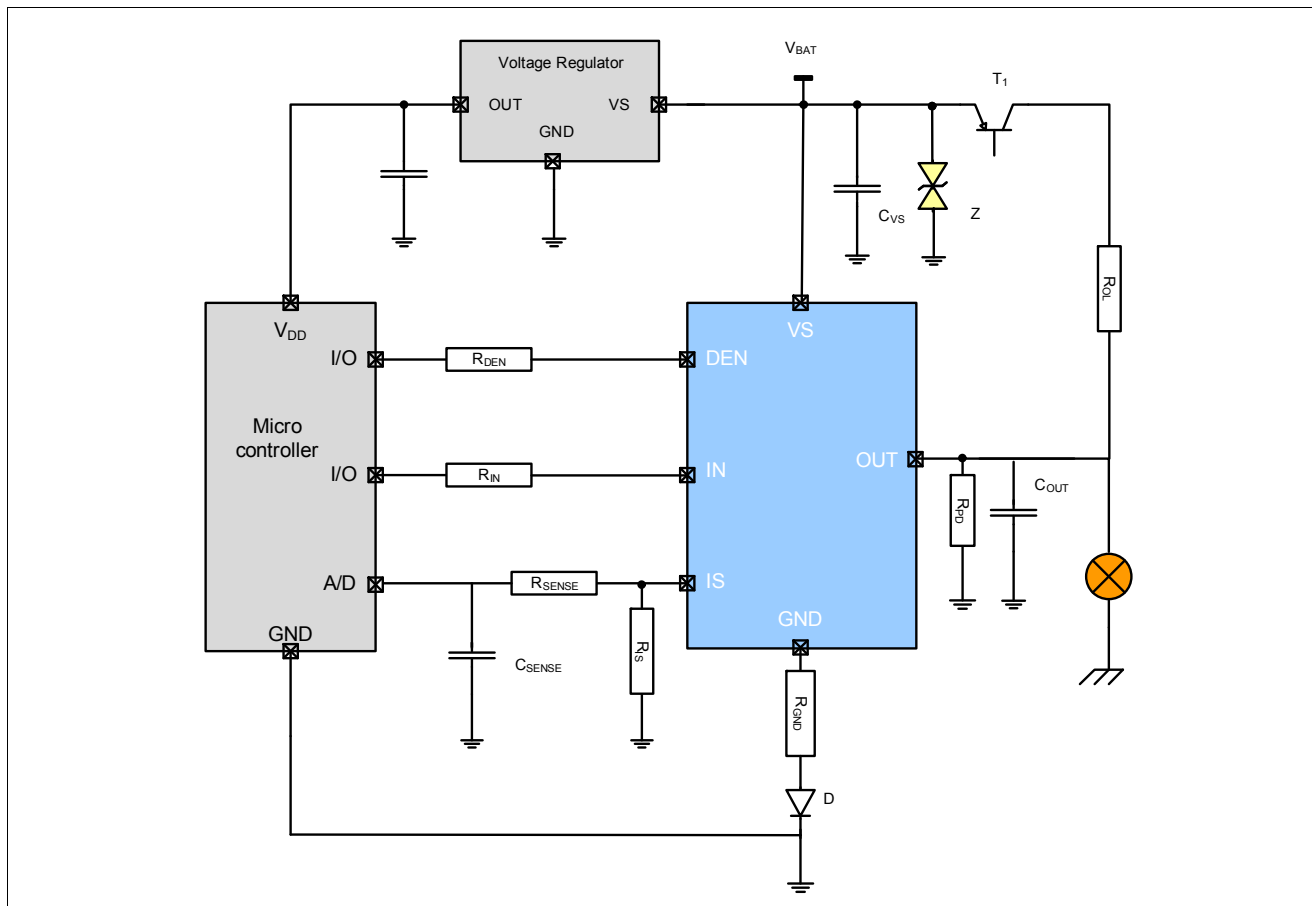 Voltage Regulator
OUT
VS
GND
VBAT
T1
CVS
Z
ROL
VDD
I/O
RDEN
DEN
VS
Micro
controller
I/O
RIN
IN
OUT
RPD
COUT
A/D
RSENSE
IS
GND
CSENSE
RIS
GND
RGND
D